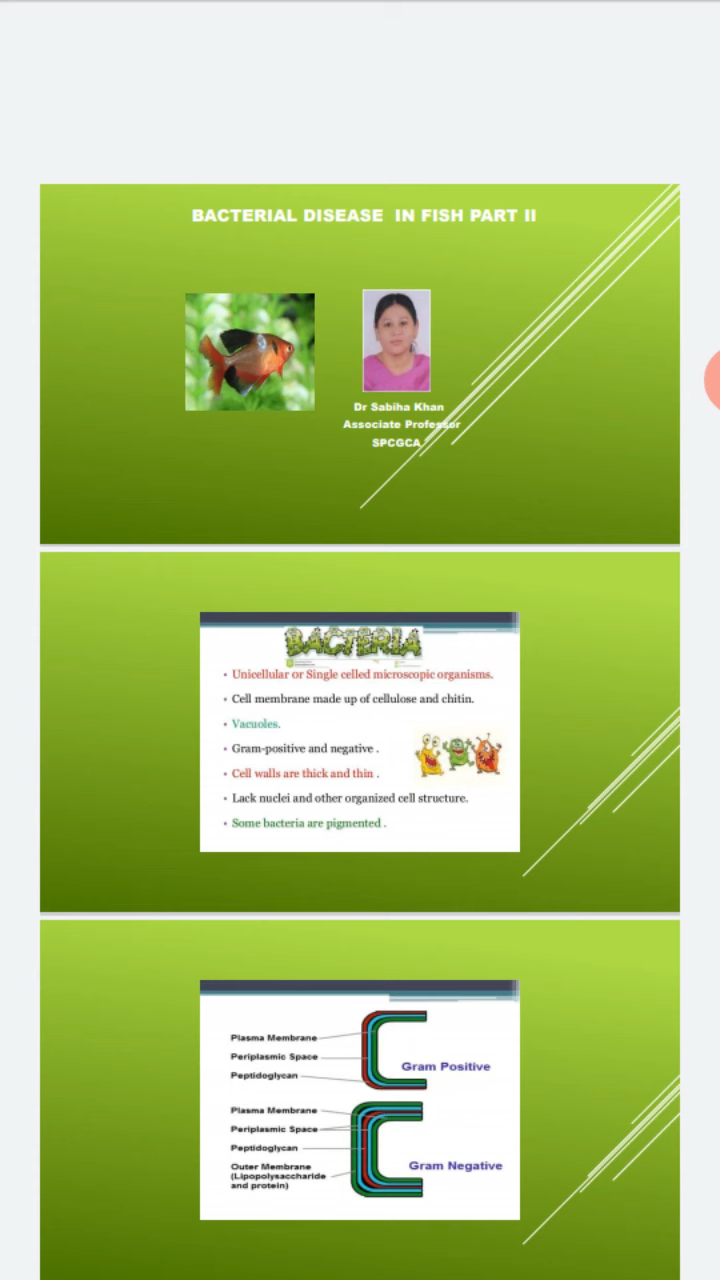 BACTERIAL DISEASE IN FISH PART II
Dr Sabiha Khan
Associate Professor
SPCGCA
BACTERIA
• Unicellular or Single celled microscopic organisms.
• Cell membrane made up of cellulose and chitin.
• Vacuoles.
• Gram-positive and negative .
• Cell walls are thick and thin .
• Lack nuclei and other organized cell structure.
• Some bacteria are pigmented .
Plasma Membrane
Periplasmic Space
Peptidoglycan
Gram Positive
Plasma Membrane
Periplasmic Space
Peptidoglycan
Outer Membrane
(Lipopolysaccharide
and protein)
Gram Negative